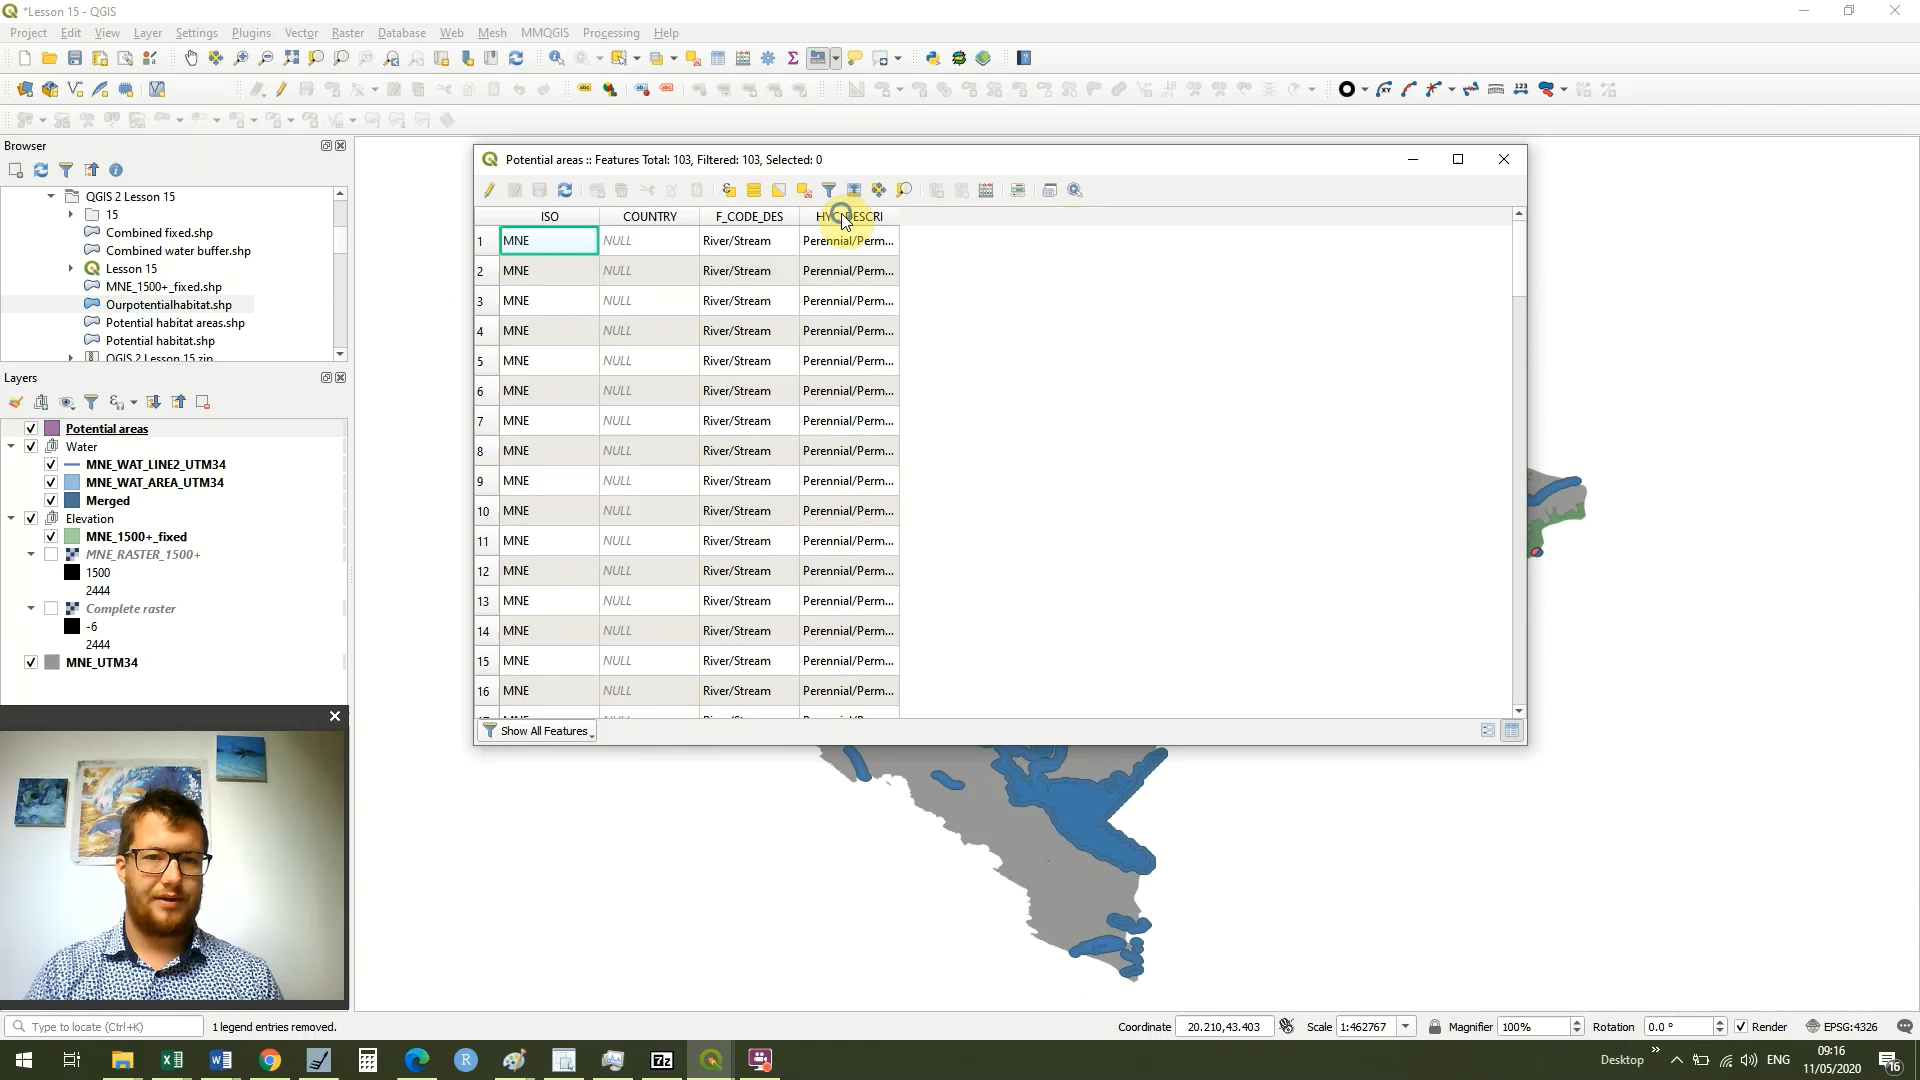 *Lesson 15 - QGIS
Project Edit View Layer Settings Plugins Vector Raster Database Web Mesh MMQGIS Processing Help
Browser
QGIS 2 Lesson 15
15
Combined fixed.shp
Combined water buffer.shp
Lesson 15
MNE_1500+_fixed.shp
Ourpotentialhabitat.shp
Potential habitat areas.shp
Potential habitat.shp
QGIS 2 Lesson 15.zip
Layers
Potential areas
Water
MNE_WAT_LINE2_UTM34
MNE_WAT_AREA_UTM34
Merged
Elevation
MNE_1500+_fixed
MNE_RASTER_1500+
1500
2444
Complete raster
-6
2444
MNE_UTM34
Potential areas :: Features Total: 103, Filtered: 103, Selected: 0
ISO COUNTRY F_CODE_DES HYC_DESCRI
1 MNE NULL River/Stream Perennial/Perm...
2 MNE NULL River/Stream Perennial/Perm...
3 MNE NULL River/Stream Perennial/Perm...
4 MNE NULL River/Stream Perennial/Perm...
5 MNE NULL River/Stream Perennial/Perm...
6 MNE NULL River/Stream Perennial/Perm...
7 MNE NULL River/Stream Perennial/Perm...
8 MNE NULL River/Stream Perennial/Perm...
9 MNE NULL River/Stream Perennial/Perm...
10 MNE NULL River/Stream Perennial/Perm...
11 MNE NULL River/Stream Perennial/Perm...
12 MNE NULL River/Stream Perennial/Perm...
13 MNE NULL River/Stream Perennial/Perm...
14 MNE NULL River/Stream Perennial/Perm...
15 MNE NULL River/Stream Perennial/Perm...
16 MNE NULL River/Stream Perennial/Perm...
Show All Features
Type to locate (Ctrl+K) 1 legend entries removed. Coordinate 20.210,43.403 Scale 1:462767 Magnifier 100% Rotation 0.0 ° Render EPSG:4326
Desktop ENG 09:16
11/05/2020 16